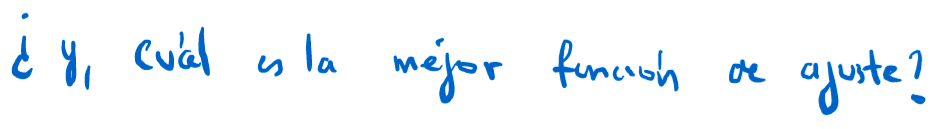 ¿ Y, cuál es la mejor función de ajuste?